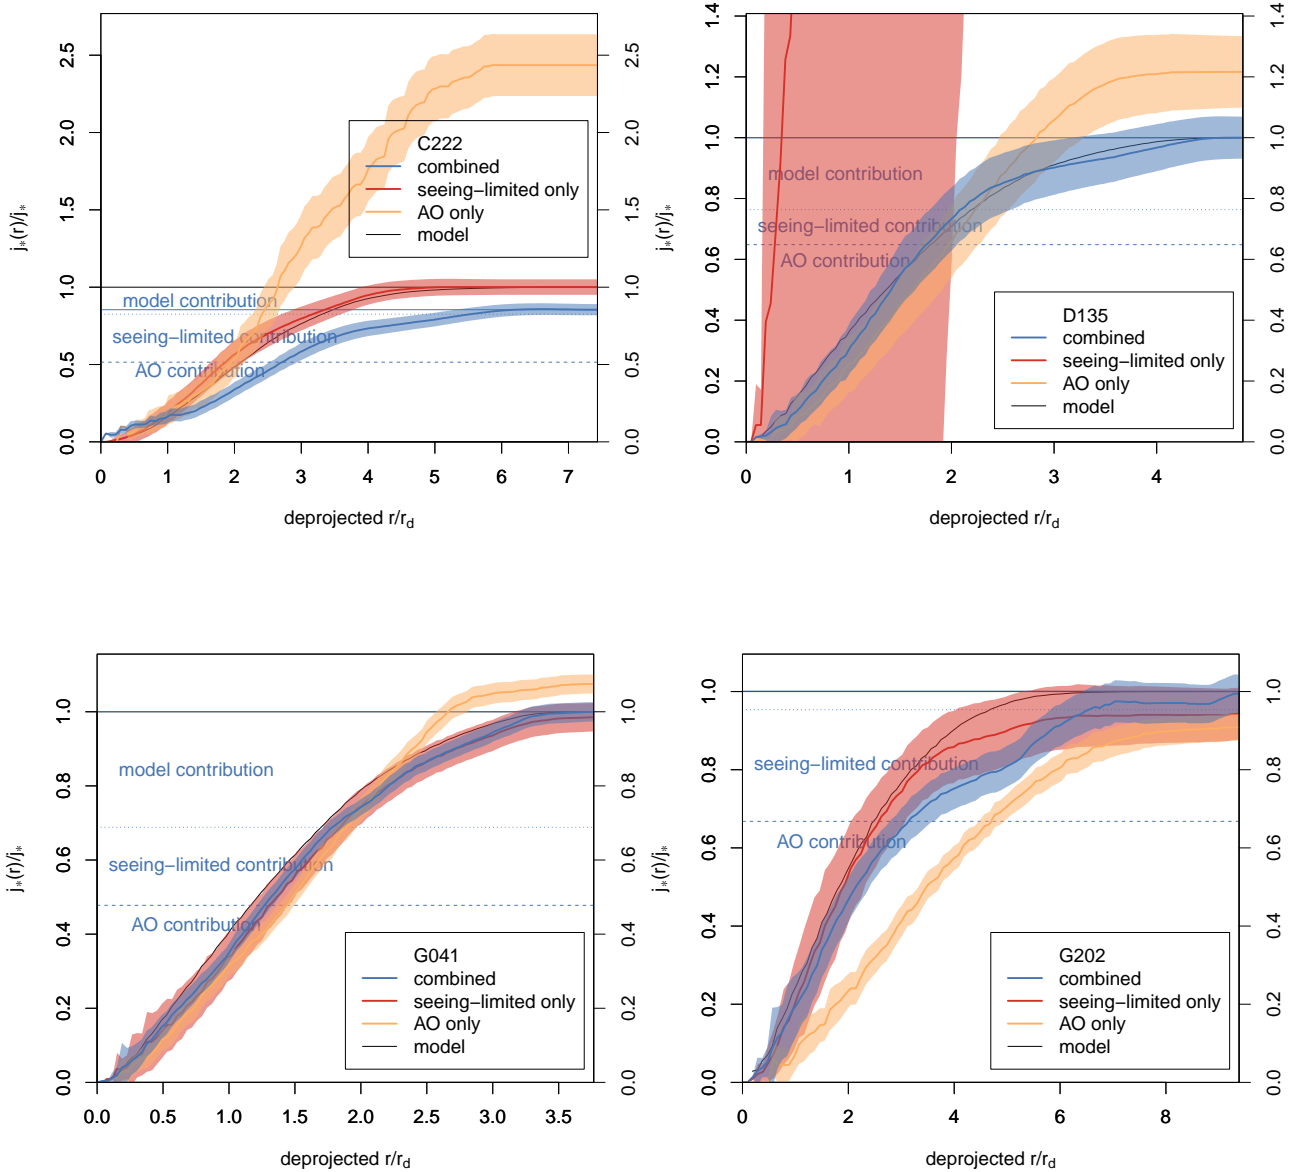 2.5
2.0
1.5
1.0
0.5
0.0
j*(r)/j*
C222
combined
seeing−limited only
AO only
model
model contribution
seeing−limited contribution
AO contribution
2.5
2.0
1.5
1.0
0.5
0.0
0 1 2 3 4 5 6 7
deprojected r/rd
1.4
1.2
1.0
0.8
0.6
0.4
0.2
0.0
j*(r)/j*
model contribution
seeing−limited contribution
AO contribution
D135
combined
seeing−limited only
AO only
model
1.4
1.2
1.0
0.8
0.6
0.4
0.2
0.0
0 1 2 3 4
deprojected r/rd
1.0
0.8
0.6
0.4
0.2
0.0
j*(r)/j*
model contribution
seeing−limited contribution
AO contribution
G041
combined
seeing−limited only
AO only
model
1.0
0.8
0.6
0.4
0.2
0.0
0.0 0.5 1.0 1.5 2.0 2.5 3.0 3.5
deprojected r/rd
1.0
0.8
0.6
0.4
0.2
0.0
j*(r)/j*
seeing−limited contribution
AO contribution
G202
combined
seeing−limited only
AO only
model
1.0
0.8
0.6
0.4
0.2
0.0
0 2 4 6 8
deprojected r/rd